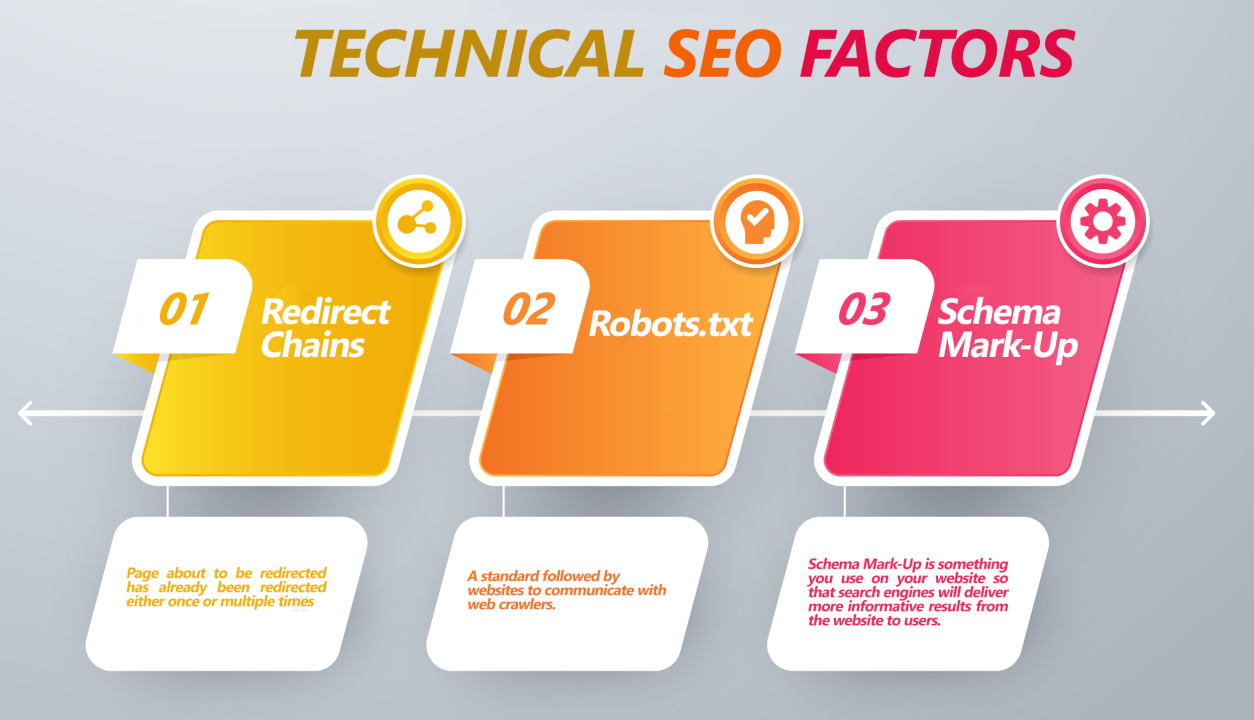 TECHNICAL SEO FACTORS
01
Redirect
Chains
02
Robots.txt
03
Schema
Mark-Up
Page about to be redirected
has already been redirected
either once or multiple times
A standard followed by
websites to communicate with
web crawlers.
Schema Mark-Up is something
you use on your website so
that search engines will deliver
more informative results from
the website to users.